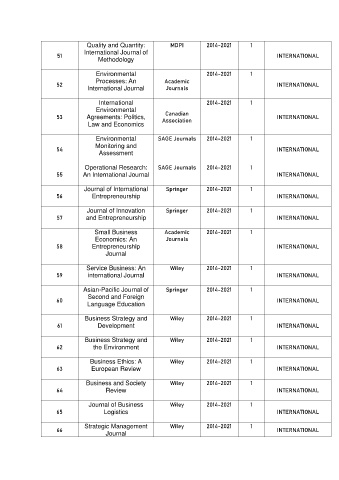 51 Quality and Quantity: International Journal of Methodology MDPI 2014-2021 1 INTERNATIONAL
52 Environmental Processes: An International Journal Academic Journals 2014-2021 1 INTERNATIONAL
53 International Environmental Agreements: Politics, Law and Economics Canadian Association 2014-2021 1 INTERNATIONAL
54 Environmental Monitoring and Assessment SAGE Journals 2014-2021 1 INTERNATIONAL
55 Operational Research: An International Journal SAGE Journals 2014-2021 1 INTERNATIONAL
56 Journal of International Entrepreneurship Springer 2014-2021 1 INTERNATIONAL
57 Journal of Innovation and Entrepreneurship Springer 2014-2021 1 INTERNATIONAL
58 Small Business Economics: An Entrepreneurship Journal Academic Journals 2014-2021 1 INTERNATIONAL
59 Service Business: An International Journal Wiley 2014-2021 1 INTERNATIONAL
60 Asian-Pacific Journal of Second and Foreign Language Education Springer 2014-2021 1 INTERNATIONAL
61 Business Strategy and Development Wiley 2014-2021 1 INTERNATIONAL
62 Business Strategy and the Environment Wiley 2014-2021 1 INTERNATIONAL
63 Business Ethics: A European Review Wiley 2014-2021 1 INTERNATIONAL
64 Business and Society Review Wiley 2014-2021 1 INTERNATIONAL
65 Journal of Business Logistics Wiley 2014-2021 1 INTERNATIONAL
66 Strategic Management Journal Wiley 2014-2021 1 INTERNATIONAL